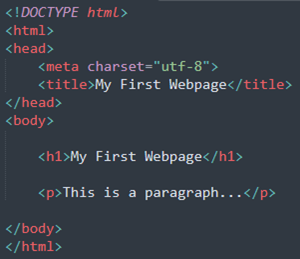 <!DOCTYPE html>
<html>
<head>
<meta charset="utf-8">
<title>My First Webpage</title>
</head>
<body>
<h1>My First Webpage</h1>
<p>This is a paragraph...</p>
</body>
</html>